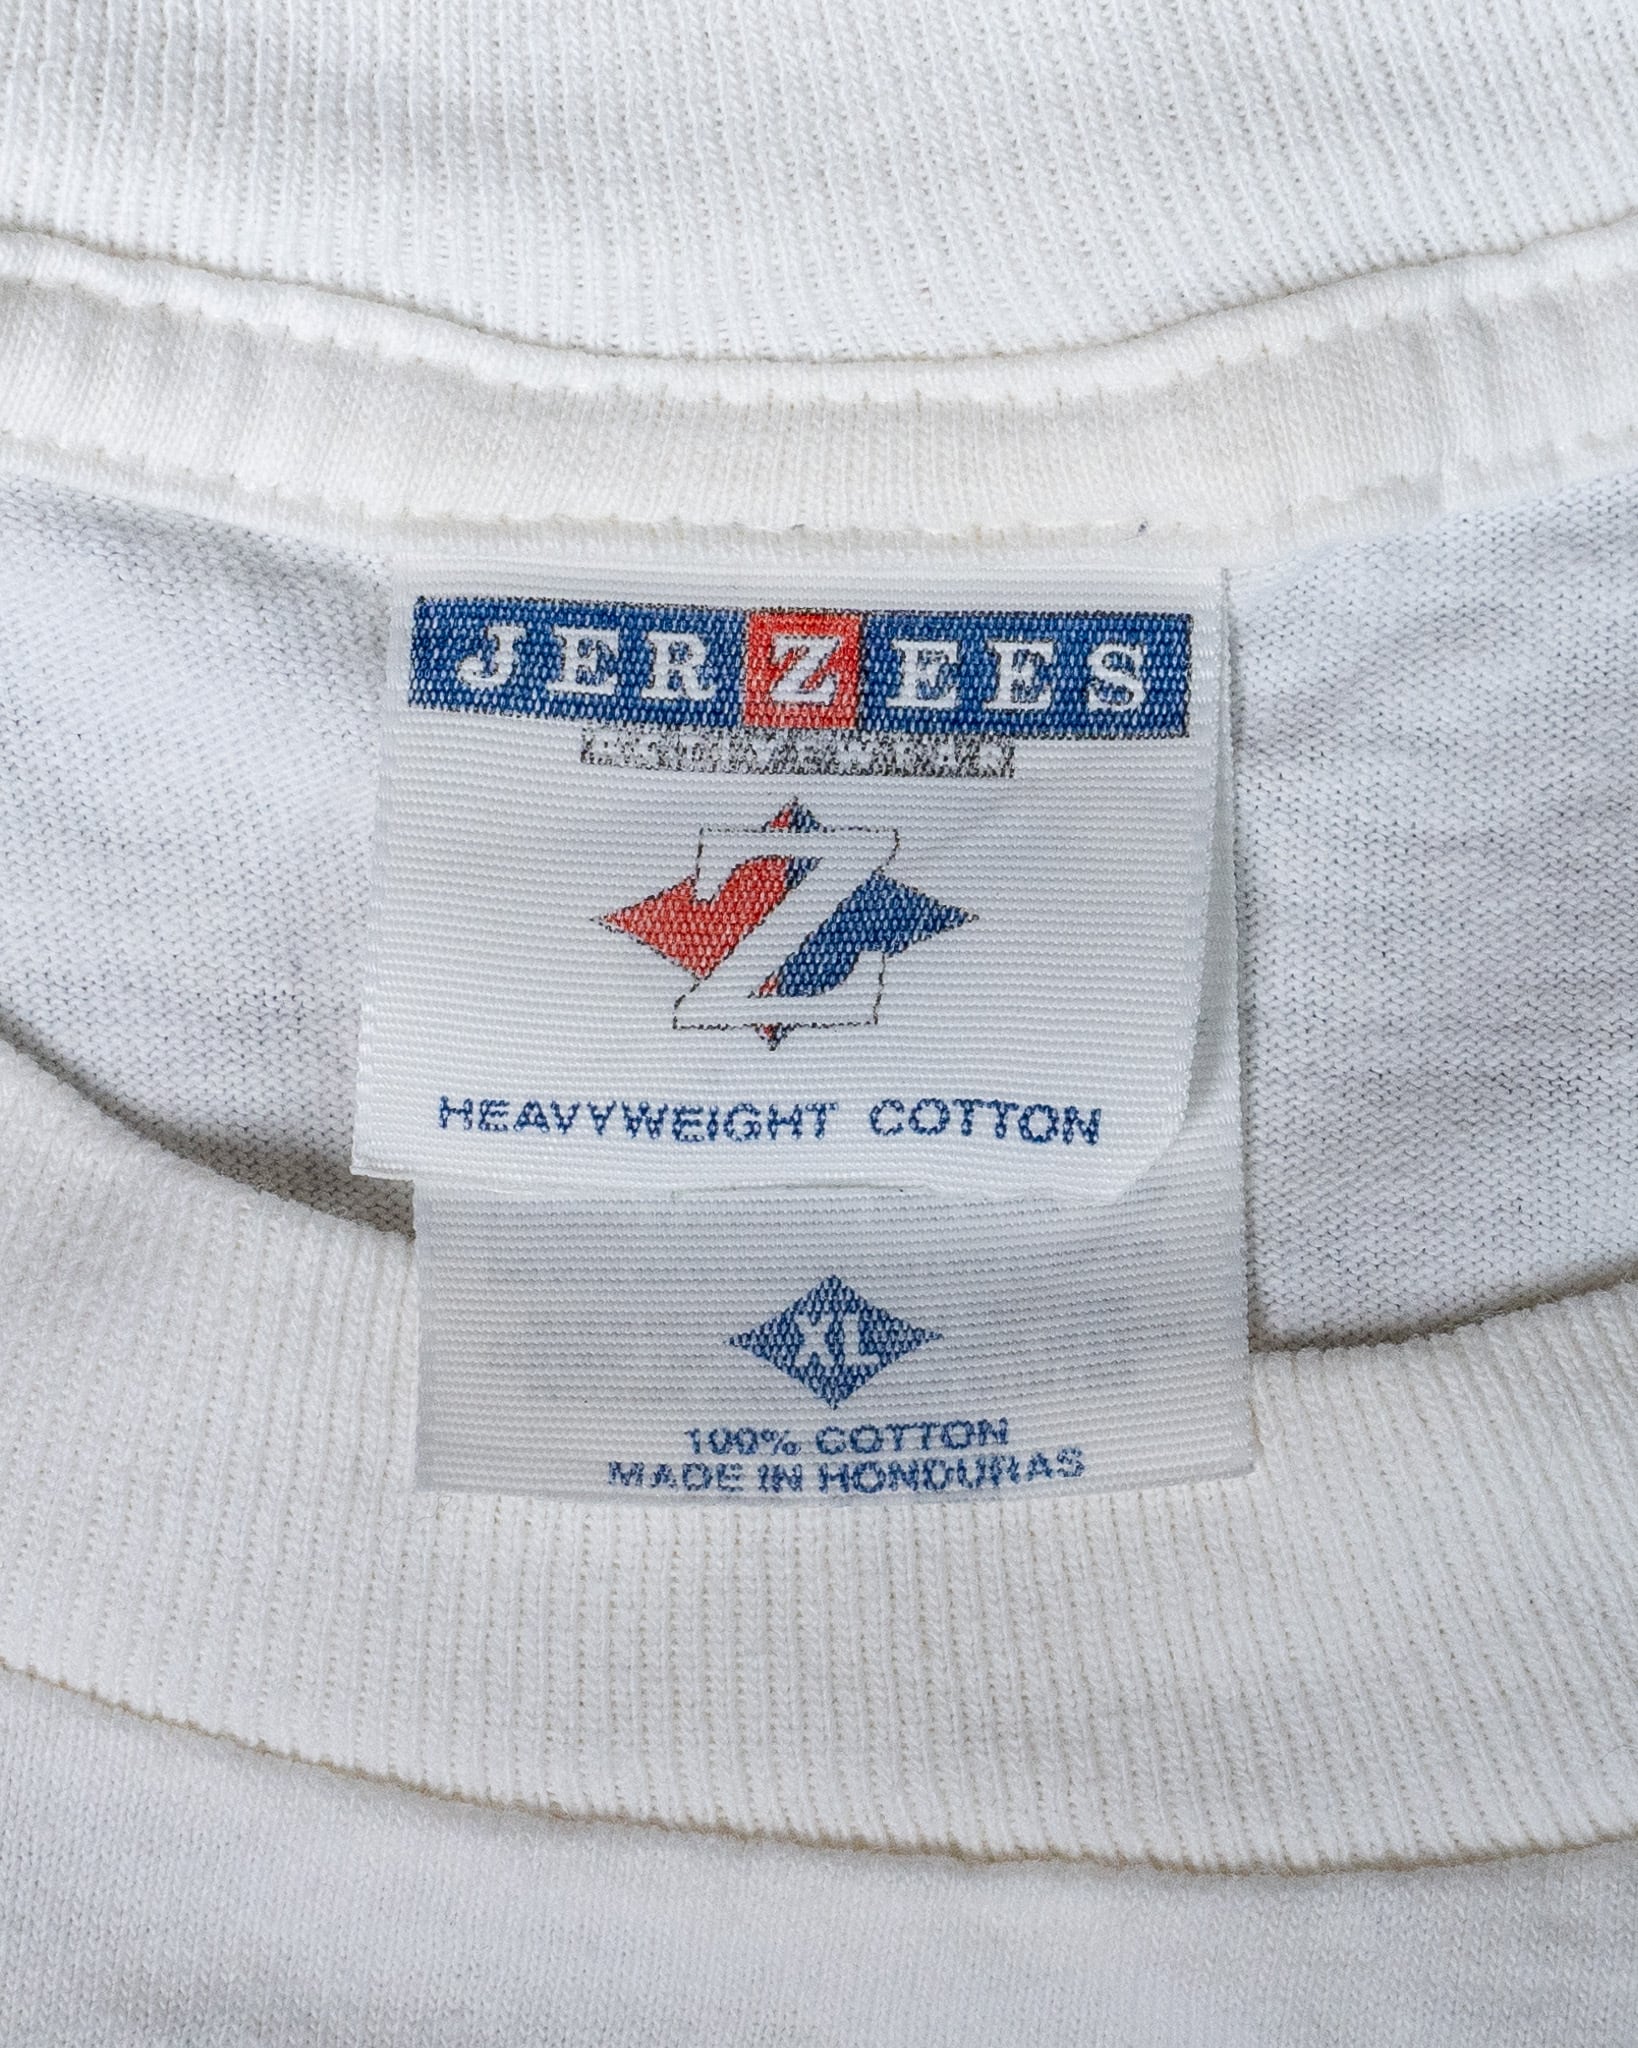 JERZEES
Z
HEAVYWEIGHT COTTON
XL
100% COTTON
MADE IN HONDURAS